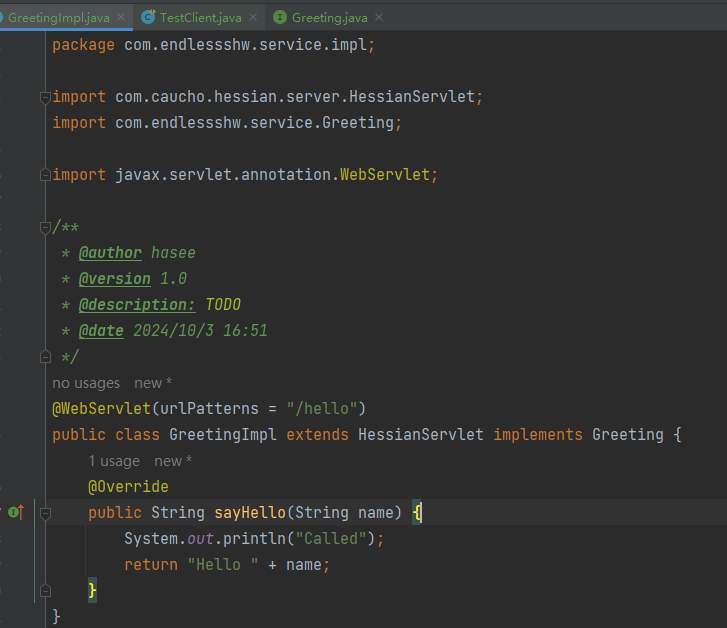 GreetingImpl.java × TestClient.java × Greeting.java ×
package com.endlessshw.service.impl;
import com.caucho.hessian.server.HessianServlet;
import com.endlessshw.service.Greeting;
import javax.servlet.annotation.WebServlet;
/**
* @author hasee
* @version 1.0
* @description: TODO
* @date 2024/10/3 16:51
*/
no usages new *
@WebServlet(urlPatterns = "/hello")
public class GreetingImpl extends HessianServlet implements Greeting {
1 usage new *
@Override
public String sayHello(String name) {
System.out.println("Called");
return "Hello " + name;
}
}